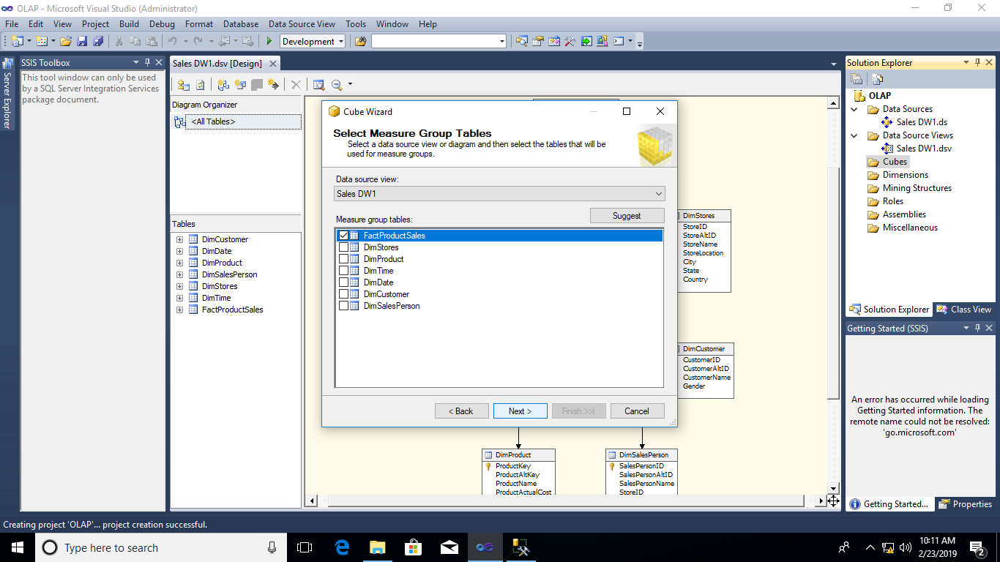 OLAP - Microsoft Visual Studio (Administrator)
File Edit View Project Build Debug Format Database Data Source View Tools Window Help
Development
Server Explorer
SSIS Toolbox
This tool window can only be used
by a SQL Server Integration Services
package document.
Sales DW1.dsv [Design]
Diagram Organizer
<All Tables>
Tables
DimCustomer
DimDate
DimProduct
DimSalesPerson
DimStores
DimTime
FactProductSales
Cube Wizard
Select Measure Group Tables
Select a data source view or diagram and then select the tables that will be
used for measure groups.
Data source view:
Sales DW1
Suggest
Measure group tables:
FactProductSales
DimStores
DimProduct
DimTime
DimDate
DimCustomer
DimSalesPerson
< Back Next > Finish >>| Cancel
DimStores
StoreID
StoreAltID
StoreName
StoreLocation
City
State
Country
DimCustomer
CustomerID
CustomerAltID
CustomerName
Gender
DimProduct
ProductKey
ProductAltKey
ProductName
ProductActualCost
DimSalesPerson
SalesPersonID
SalesPersonAltID
SalesPersonName
StoreID
Solution Explorer
OLAP
Data Sources
Sales DW1.ds
Data Source Views
Sales DW1.dsv
Cubes
Dimensions
Mining Structures
Roles
Assemblies
Miscellaneous
Solution Explorer Class View
Getting Started (SSIS)
An error has occurred while loading
Getting Started information. The
remote name could not be resolved:
'go.microsoft.com'
Getting Started... Properties
Creating project 'OLAP'... project creation successful.
Type here to search
10:11 AM
2/23/2019
2